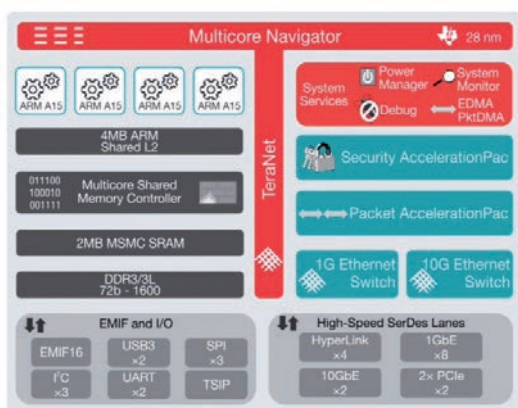 Multicore Navigator
28 nm
ARM A15
ARM A15
ARM A15
ARM A15
4MB ARM
Shared L2
011100
100010
001111
Multicore Shared
Memory Controller
2MB MSMC SRAM
DDR3/3L
72b - 1600
TeraNet
System
Services
Power
Manager
System
Monitor
Debug
EDMA
PktDMA
Security AccelerationPac
Packet AccelerationPac
1G Ethernet
Switch
10G Ethernet
Switch
EMIF and I/O
EMIF16
USB3
×2
SPI
×3
I²C
×3
UART
×2
TSIP
High-Speed SerDes Lanes
HyperLink
×4
1GbE
×8
10GbE
×2
2× PCIe
×2